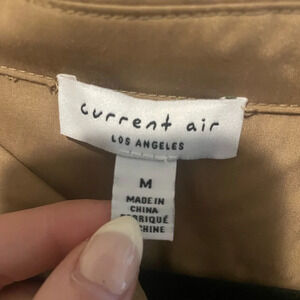 current air
LOS ANGELES
M
MADE IN
CHINA
FABRIQUÉ
CHINE